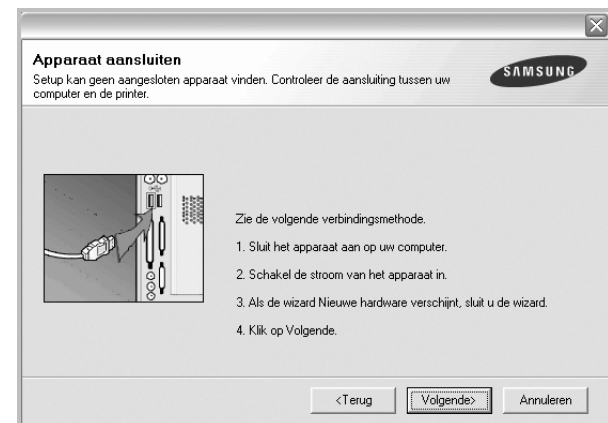 Apparaat aansluiten
Setup kan geen aangesloten apparaat vinden. Controleer de aansluiting tussen uw
computer en de printer.
SAMSUNG
Zie de volgende verbindingsmethode.
1. Sluit het apparaat aan op uw computer.
2. Schakel de stroom van het apparaat in.
3. Als de wizard Nieuwe hardware verschijnt, sluit u de wizard.
4. Klik op Volgende.
<Terug
Volgende>
Annuleren